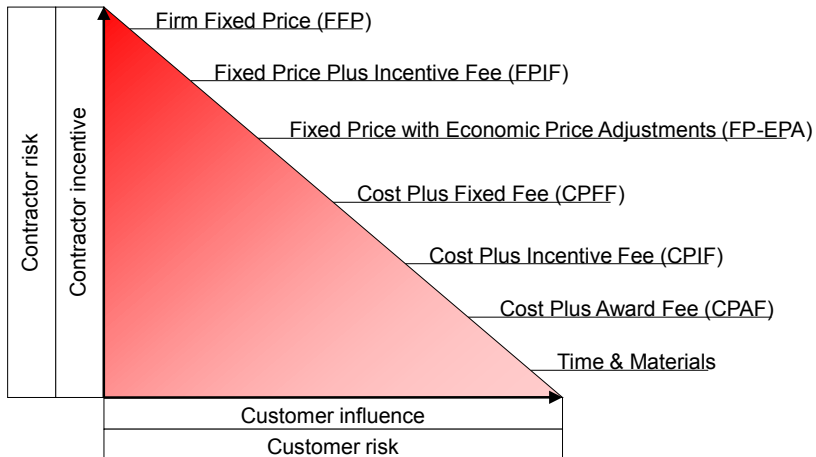 Firm Fixed Price (FFP)
Fixed Price Plus Incentive Fee (FPIF)
Fixed Price with Economic Price Adjustments (FP-EPA)
Cost Plus Fixed Fee (CPFF)
Cost Plus Incentive Fee (CPIF)
Cost Plus Award Fee (CPAF)
Time & Materials
Contractor risk
Contractor incentive
Customer influence
Customer risk